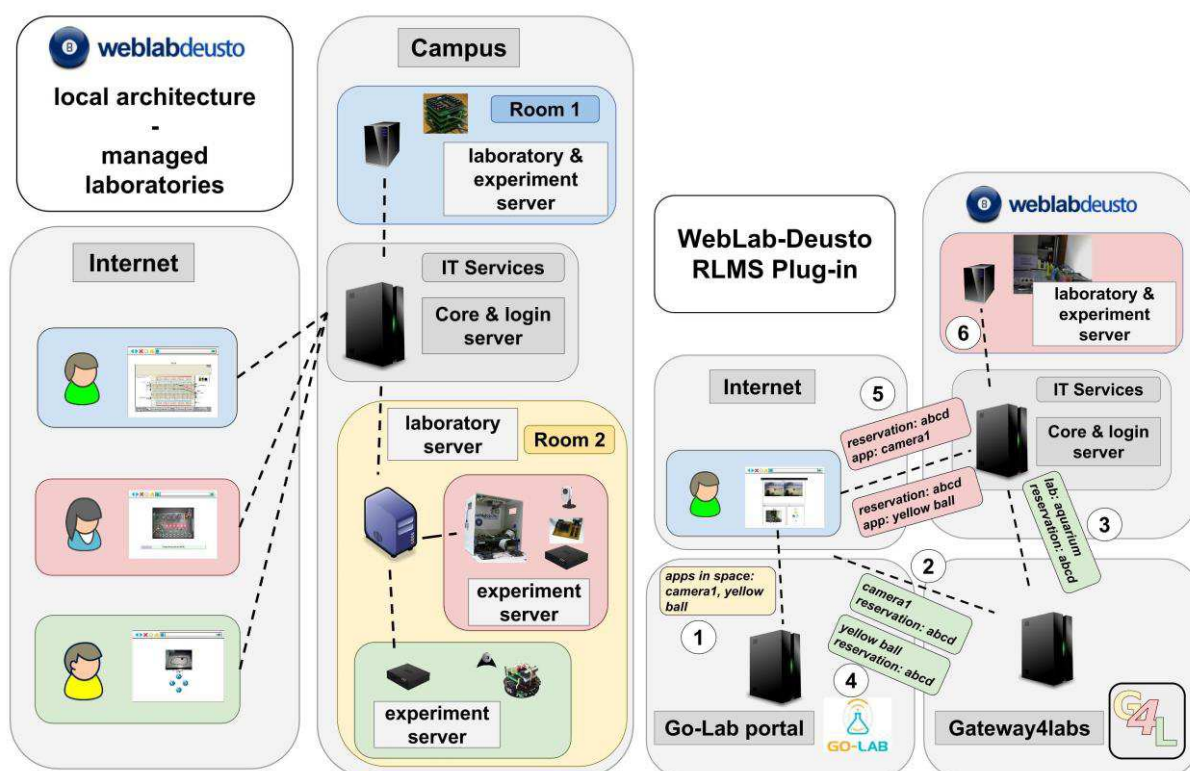 weblabdeusto
local architecture
-
managed
laboratories
Internet
Campus
Room 1
laboratory &
experiment
server
IT Services
Core & login
server
laboratory
server
Room 2
experiment
server
experiment
server
WebLab-Deusto
RLMS Plug-in
weblabdeusto
laboratory &
experiment
server
6
Internet
5
IT Services
Core & login
server
reservation: abcd
app: camera1
reservation: abcd
app: yellow ball
lab: aquarium
reservation: abcd
3
2
apps in space:
camera1, yellow
ball
1
camera1
reservation: abcd
yellow ball
reservation: abcd
4
Go-Lab portal
GO-LAB
Gateway4labs
G4L